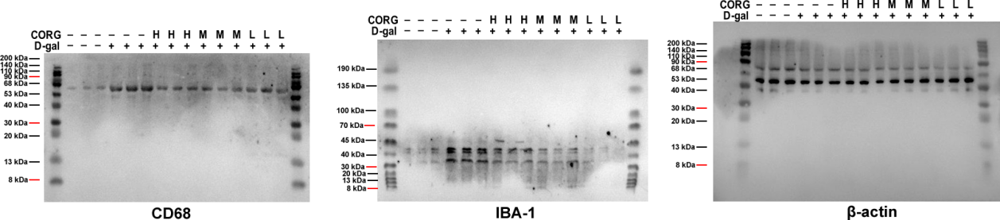 CORG – – – – – – H H H M M M L L L
D-gal – – – + + + + + + + + + + + +
200 kDa
140 kDa
110 kDa
90 kDa
68 kDa
53 kDa
40 kDa
30 kDa
20 kDa
13 kDa
8 kDa
CD68
CORG – – – – – – H H H M M M L L L
D-gal – – – + + + + + + + + + + + +
190 kDa
135 kDa
100 kDa
70 kDa
45 kDa
40 kDa
30 kDa
20 kDa
13 kDa
8 kDa
IBA-1
CORG – – – – – – H H H M M M L L L
D-gal – – – + + + + + + + + + + + +
200 kDa
140 kDa
110 kDa
90 kDa
68 kDa
53 kDa
40 kDa
30 kDa
20 kDa
13 kDa
8 kDa
β-actin